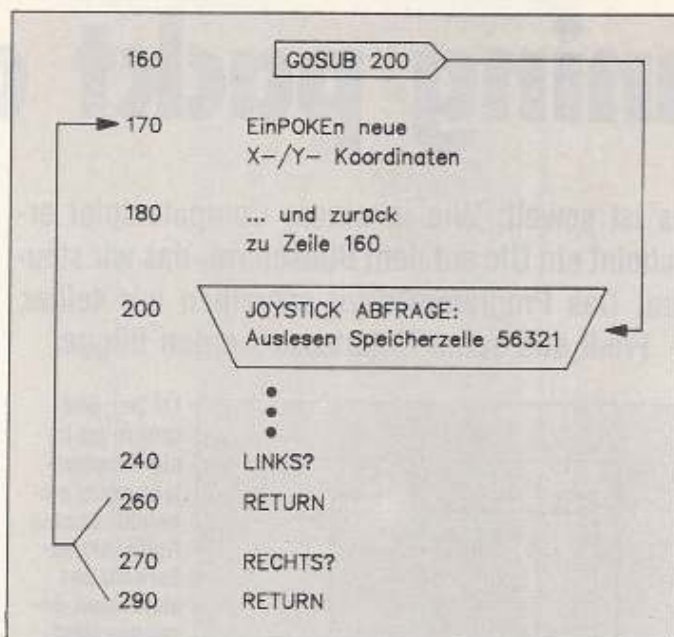 160 GOSUB 200
170 EinPOKEn neue
X-/Y- Koordinaten
180 ... und zurück
zu Zeile 160
200 JOYSTICK ABFRAGE:
Auslesen Speicherzelle 56321
240 LINKS?
260 RETURN
270 RECHTS?
290 RETURN